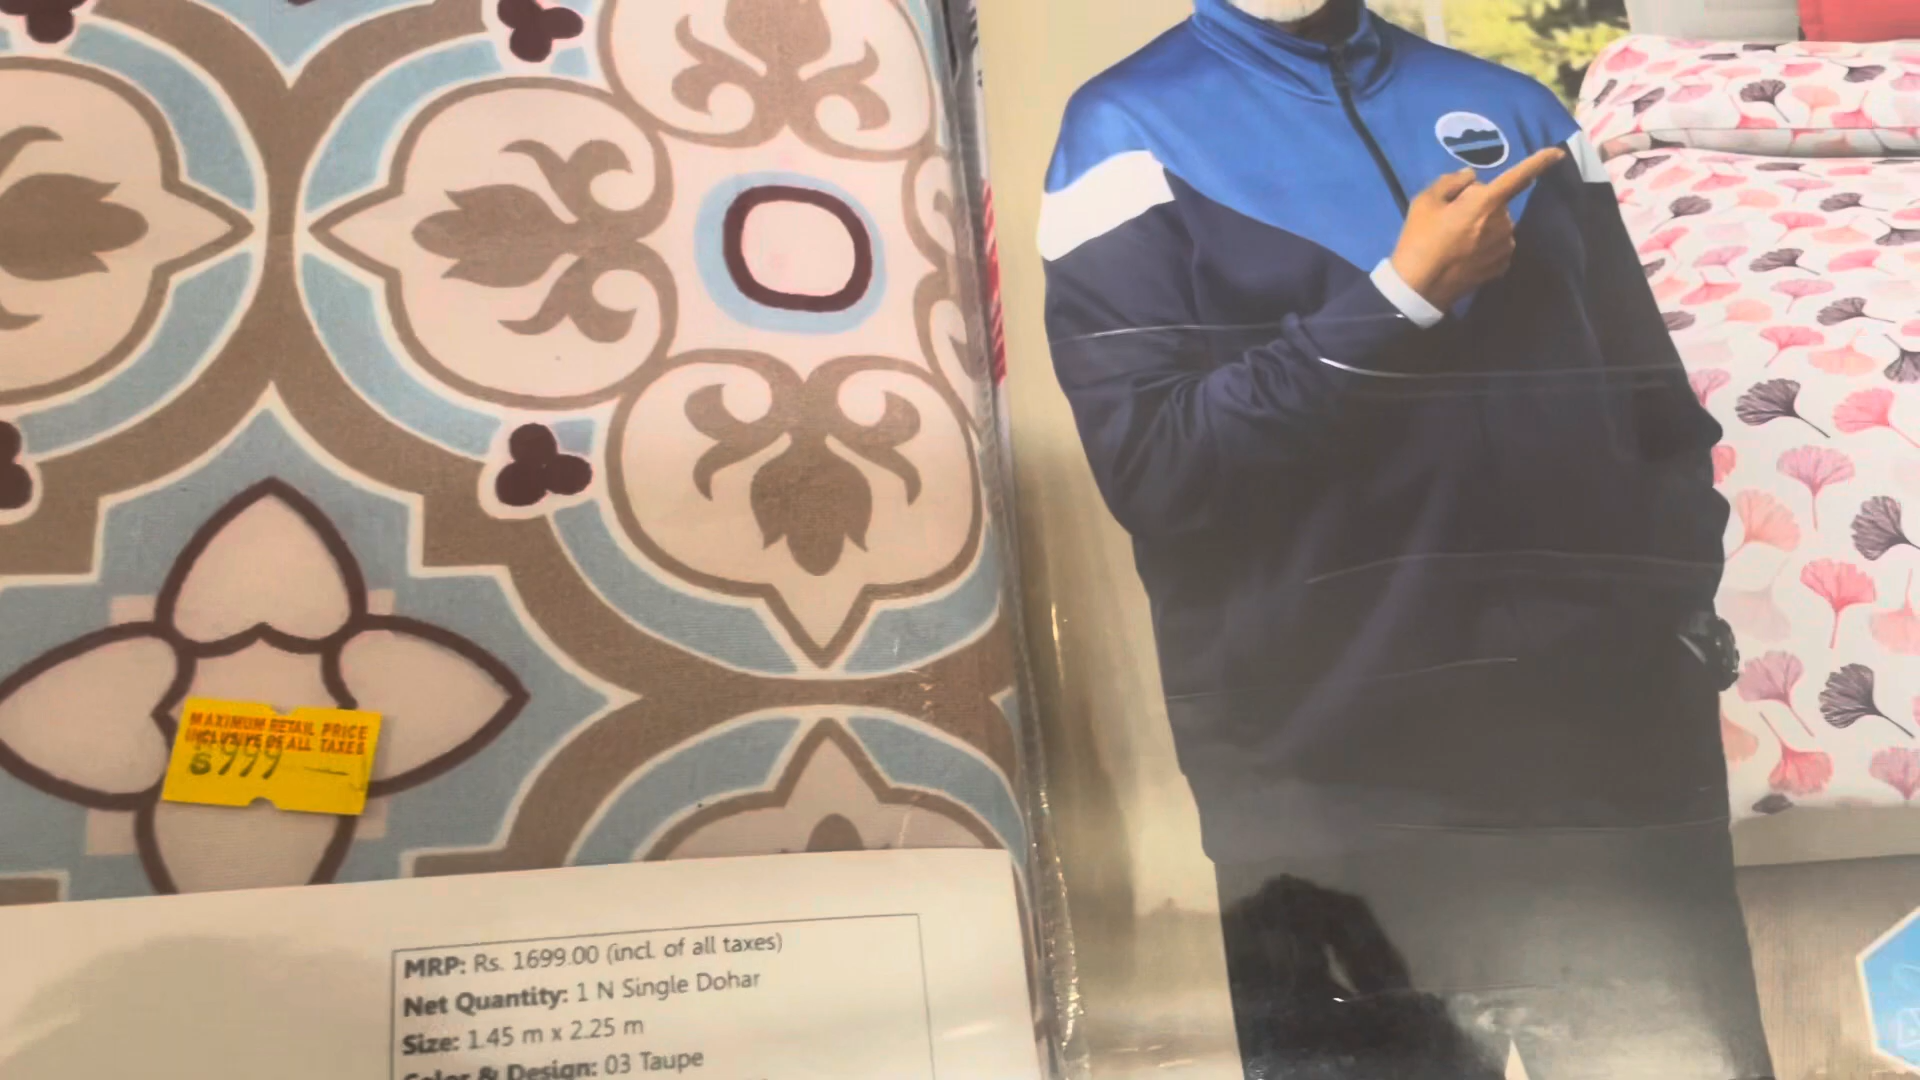 MAXIMUM RETAIL PRICE
INCLUSIVE OF ALL TAXES
999
MRP: Rs. 1699.00 (incl. of all taxes)
Net Quantity: 1 N Single Dohar
Size: 1.45 m x 2.25 m
Color & Design: 03 Taupe